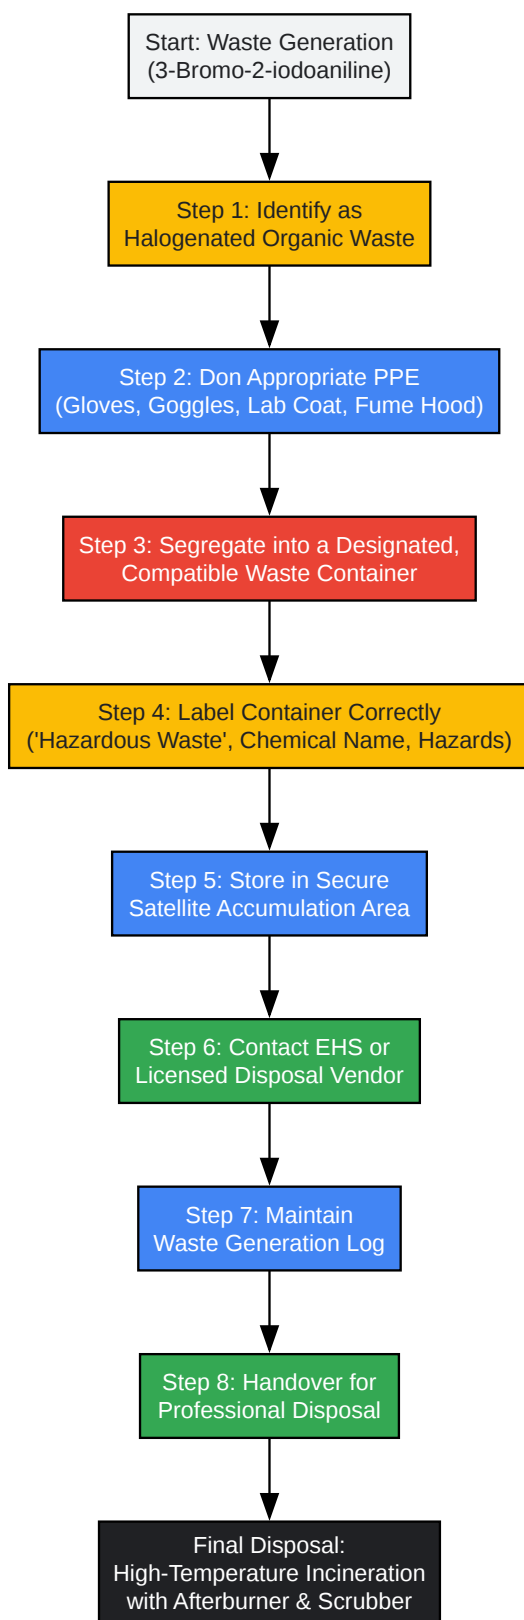 Start: Waste Generation
(3-Bromo-2-iodoaniline)
Step 1: Identify as
Halogenated Organic Waste
Step 2: Don Appropriate PPE
(Gloves, Goggles, Lab Coat, Fume Hood)
Step 3: Segregate into a Designated,
Compatible Waste Container
Step 4: Label Container Correctly
('Hazardous Waste', Chemical Name, Hazards)
Step 5: Store in Secure
Satellite Accumulation Area
Step 6: Contact EHS or
Licensed Disposal Vendor
Step 7: Maintain
Waste Generation Log
Step 8: Handover for
Professional Disposal
Final Disposal:
High-Temperature Incineration
with Afterburner & Scrubber